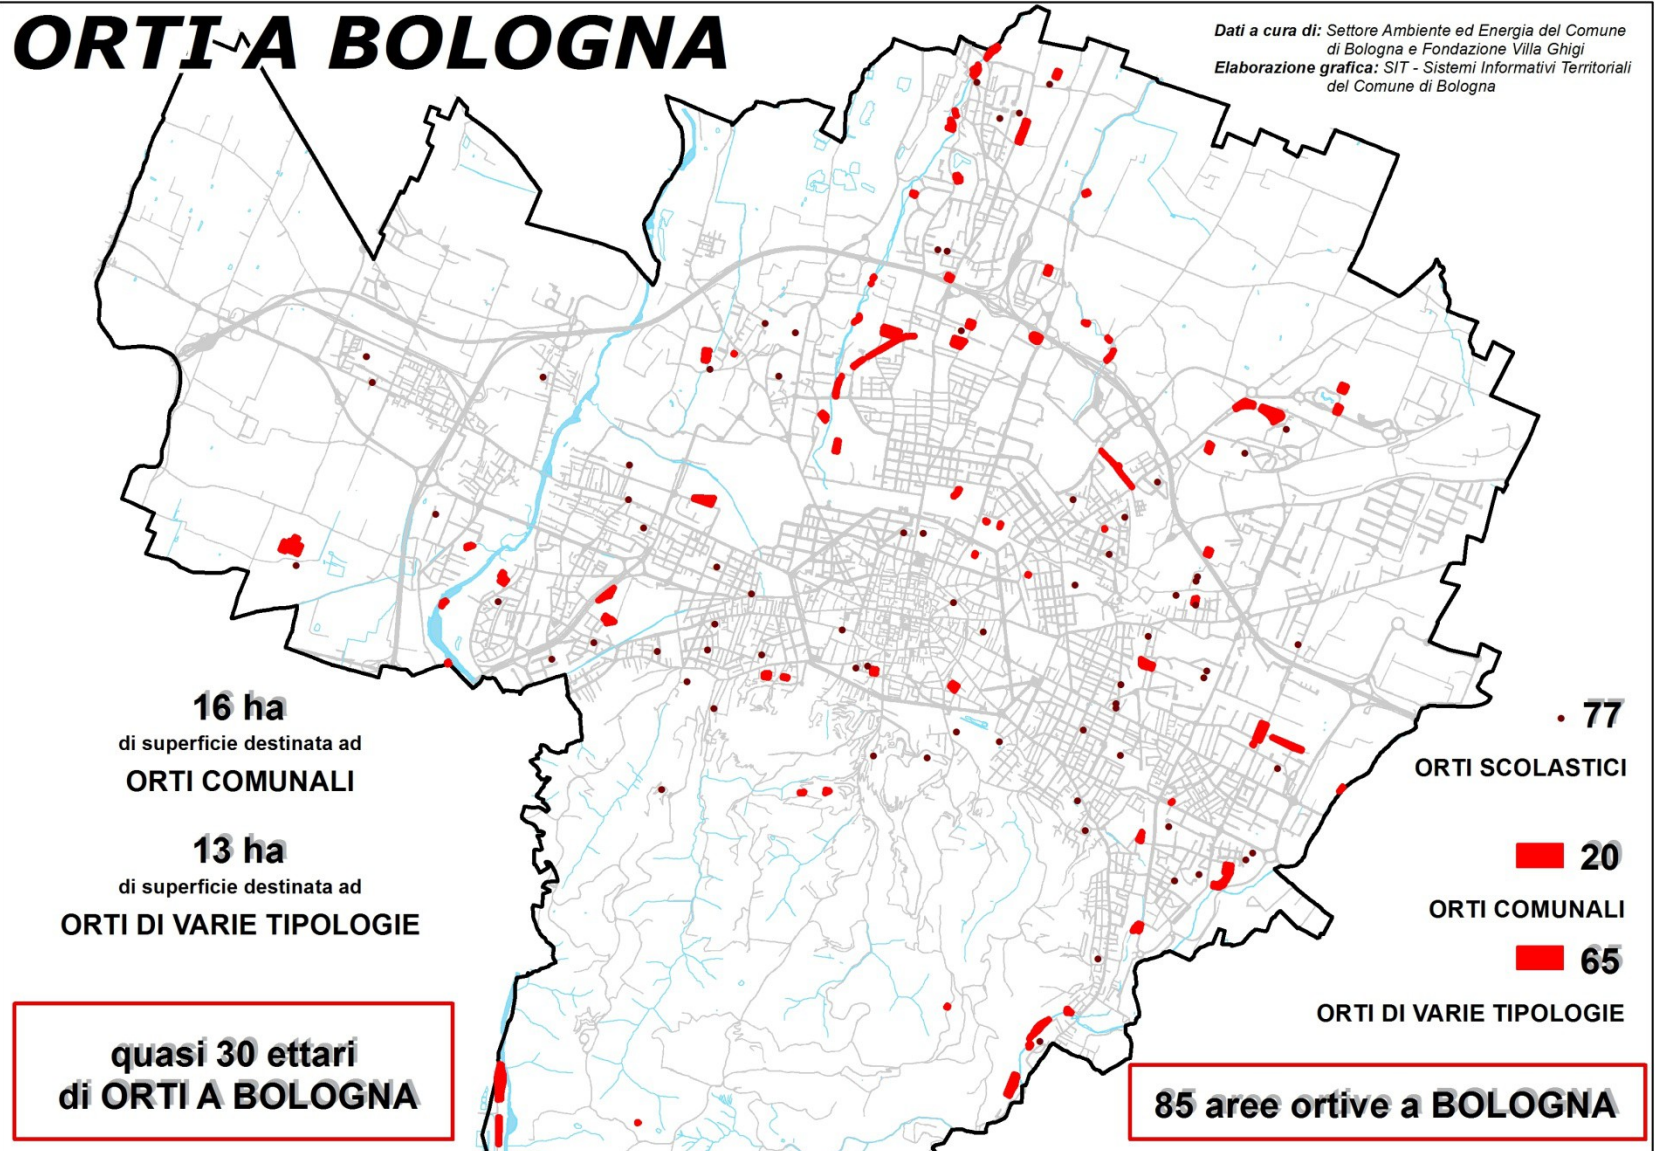 ORTI A BOLOGNA
Dati a cura di: Settore Ambiente ed Energia del Comune
di Bologna e Fondazione Villa Ghigi
Elaborazione grafica: SIT - Sistemi Informativi Territoriali
del Comune di Bologna
16 ha
di superficie destinata ad
ORTI COMUNALI
13 ha
di superficie destinata ad
ORTI DI VARIE TIPOLOGIE
quasi 30 ettari
di ORTI A BOLOGNA
77
ORTI SCOLASTICI
20
ORTI COMUNALI
65
ORTI DI VARIE TIPOLOGIE
85 aree ortive a BOLOGNA